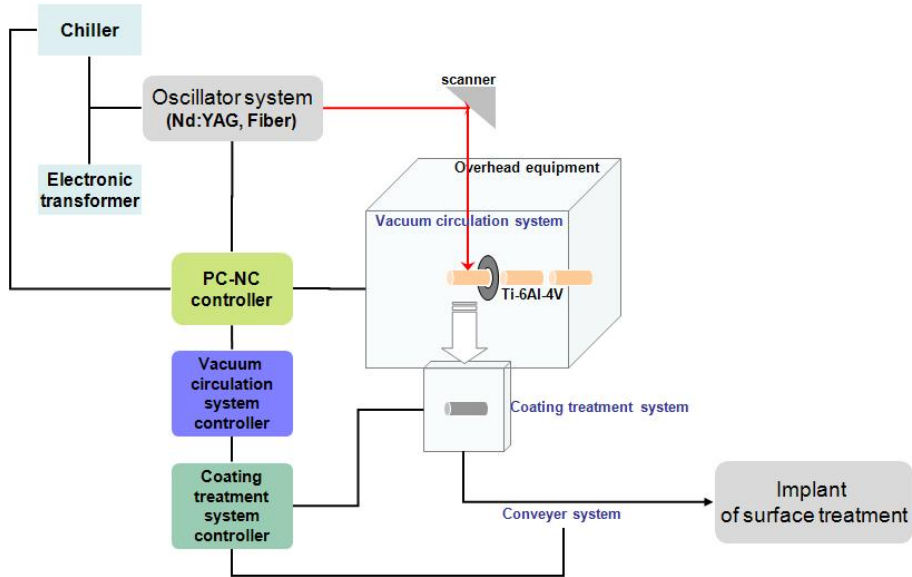 Chiller
scanner
Oscillator system
(Nd:YAG, Fiber)
Overhead equipment
Electronic
transformer
Vacuum circulation system
PC-NC
controller
Ti-6Al-4V
Vacuum
circulation
system
controller
Coating treatment system
Coating
treatment
system
controller
Implant
of surface treatment
Conveyer system